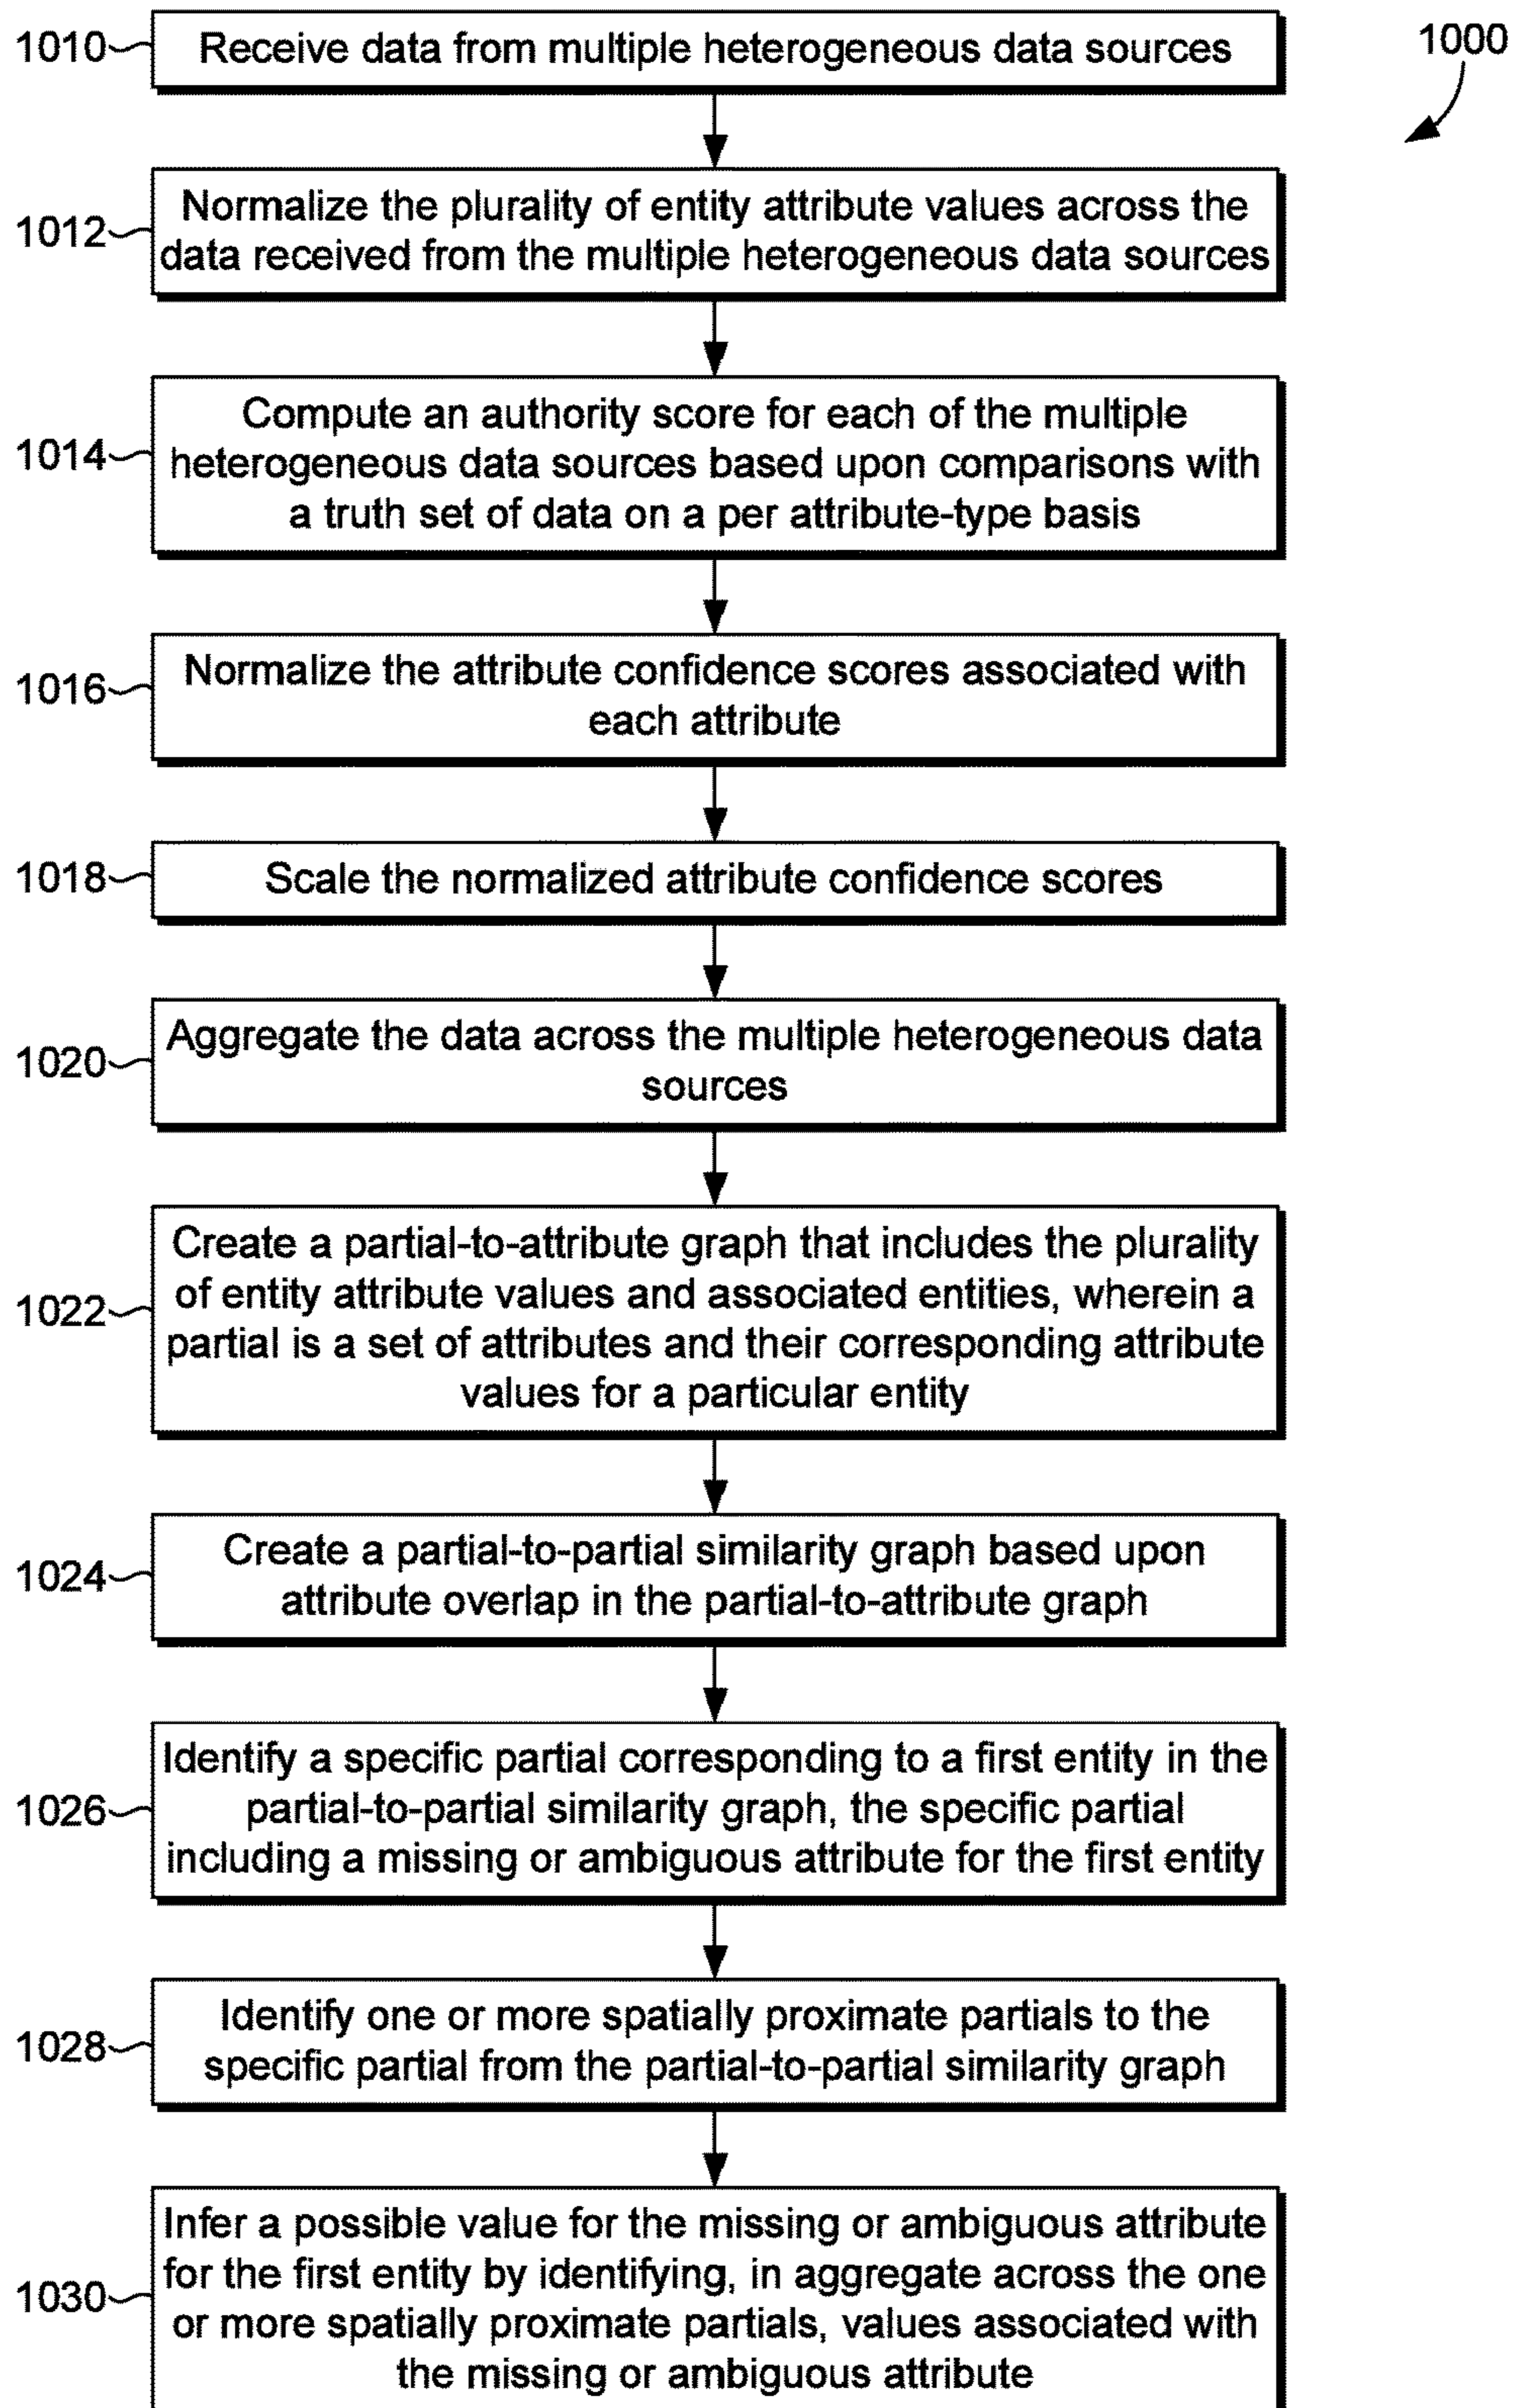 1000
1010
Receive data from multiple heterogeneous data sources
1012
Normalize the plurality of entity attribute values across the
data received from the multiple heterogeneous data sources
1014
Compute an authority score for each of the multiple
heterogeneous data sources based upon comparisons with
a truth set of data on a per attribute-type basis
1016
Normalize the attribute confidence scores associated with
each attribute
1018
Scale the normalized attribute confidence scores
1020
Aggregate the data across the multiple heterogeneous data
sources
1022
Create a partial-to-attribute graph that includes the plurality
of entity attribute values and associated entities, wherein a
partial is a set of attributes and their corresponding attribute
values for a particular entity
1024
Create a partial-to-partial similarity graph based upon
attribute overlap in the partial-to-attribute graph
1026
Identify a specific partial corresponding to a first entity in the
partial-to-partial similarity graph, the specific partial
including a missing or ambiguous attribute for the first entity
1028
Identify one or more spatially proximate partials to the
specific partial from the partial-to-partial similarity graph
1030
Infer a possible value for the missing or ambiguous attribute
for the first entity by identifying, in aggregate across the one
or more spatially proximate partials, values associated with
the missing or ambiguous attribute